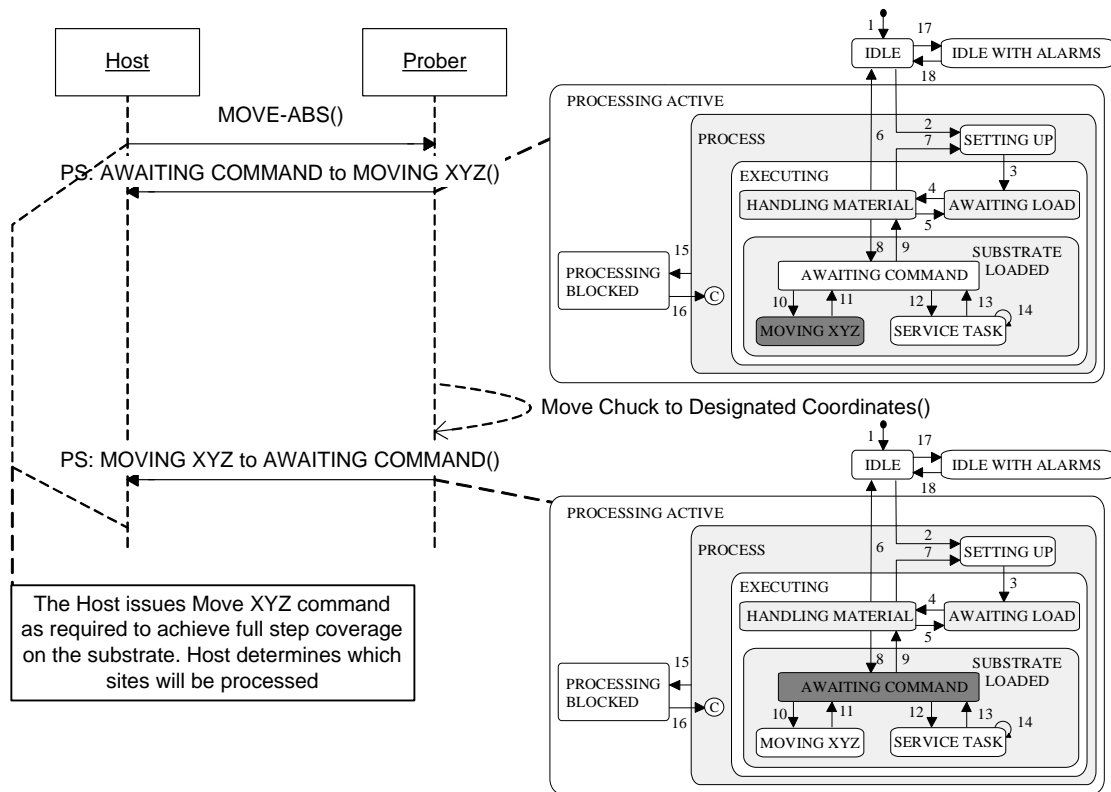 Host
Prober
MOVE-ABS()
PS: AWAITING COMMAND to MOVING XYZ()
Move Chuck to Designated Coordinates()
PS: MOVING XYZ to AWAITING COMMAND()
The Host issues Move XYZ command
as required to achieve full step coverage
on the substrate. Host determines which
sites will be processed
1
17
IDLE
IDLE WITH ALARMS
18
PROCESSING ACTIVE
6
2
PROCESS
7
SETTING UP
3
EXECUTING
4
HANDLING MATERIAL
AWAITING LOAD
5
8
9
SUBSTRATE
LOADED
15
AWAITING COMMAND
PROCESSING
BLOCKED
C
16
10
11
12
13
14
MOVING XYZ
SERVICE TASK
1
17
IDLE
IDLE WITH ALARMS
18
PROCESSING ACTIVE
6
2
PROCESS
7
SETTING UP
3
EXECUTING
4
HANDLING MATERIAL
AWAITING LOAD
5
8
9
SUBSTRATE
LOADED
15
AWAITING COMMAND
PROCESSING
BLOCKED
C
16
10
11
12
13
14
MOVING XYZ
SERVICE TASK